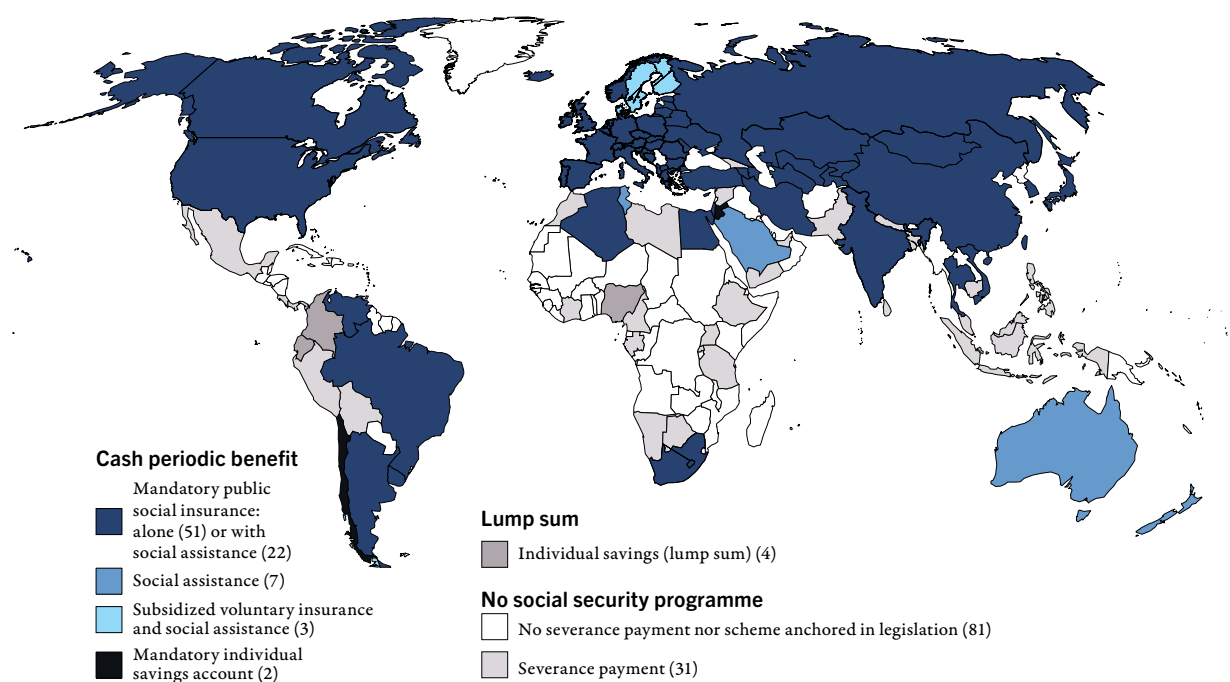 Cash periodic benefit
Mandatory public
social insurance:
alone (51) or with
social assistance (22)
Social assistance (7)
Subsidized voluntary insurance
and social assistance (3)
Mandatory individual
savings account (2)
Lump sum
Individual savings (lump sum) (4)
No social security programme
No severance payment nor scheme anchored in legislation (81)
Severance payment (31)